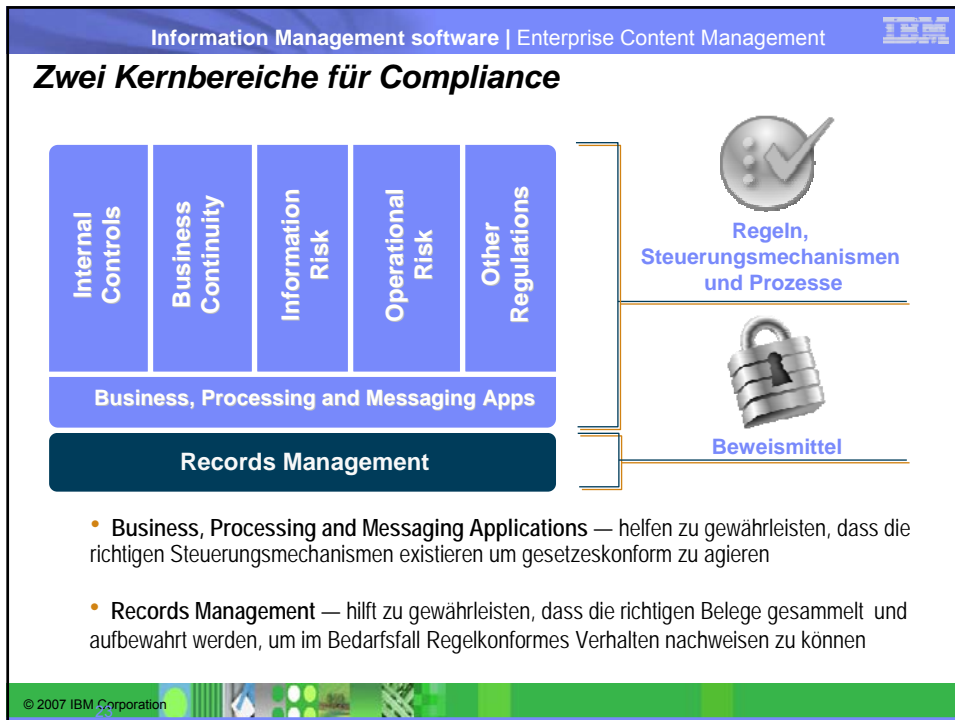 Information Management software | Enterprise Content Management
IBM
Zwei Kernbereiche für Compliance
Internal
Controls
Business
Continuity
Information
Risk
Operational
Risk
Other
Regulations
Business, Processing and Messaging Apps
Records Management
Regeln,
Steuerungsmechanismen
und Prozesse
Beweismittel
• Business, Processing and Messaging Applications — helfen zu gewährleisten, dass die
richtigen Steuerungsmechanismen existieren um gesetzeskonform zu agieren
• Records Management — hilft zu gewährleisten, dass die richtigen Belege gesammelt und
aufbewahrt werden, um im Bedarfsfall Regelkonformes Verhalten nachweisen zu können
© 2007 IBM Corporation